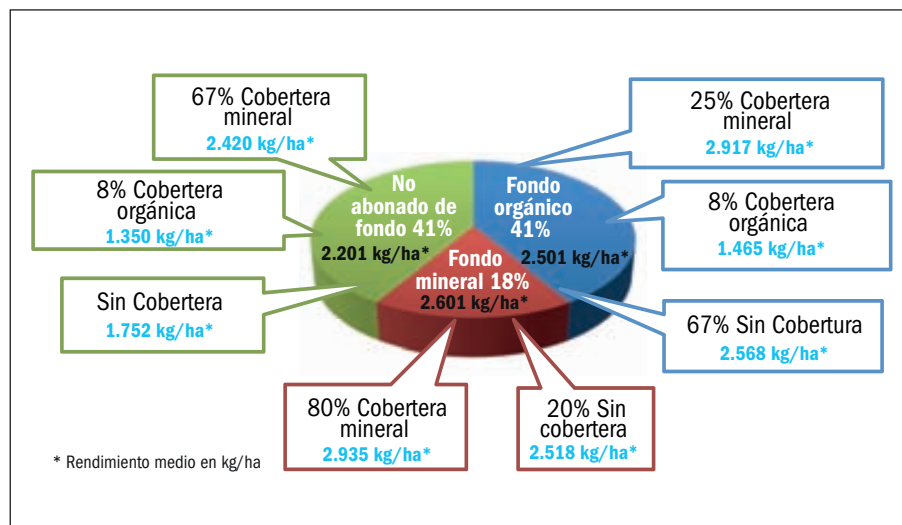 67% Cobertera
mineral
2.420 kg/ha*
25% Cobertera
mineral
2.917 kg/ha*
8% Cobertera
orgánica
1.350 kg/ha*
No
abonado de
fondo 41%
2.201 kg/ha*
Fondo
orgánico
41%
2.501 kg/ha*
8% Cobertera
orgánica
1.465 kg/ha*
Fondo
mineral 18%
2.601 kg/ha*
Sin Cobertera
1.752 kg/ha*
67% Sin Cobertura
2.568 kg/ha*
80% Cobertera
mineral
2.935 kg/ha*
20% Sin
cobertera
2.518 kg/ha*
* Rendimiento medio en kg/ha